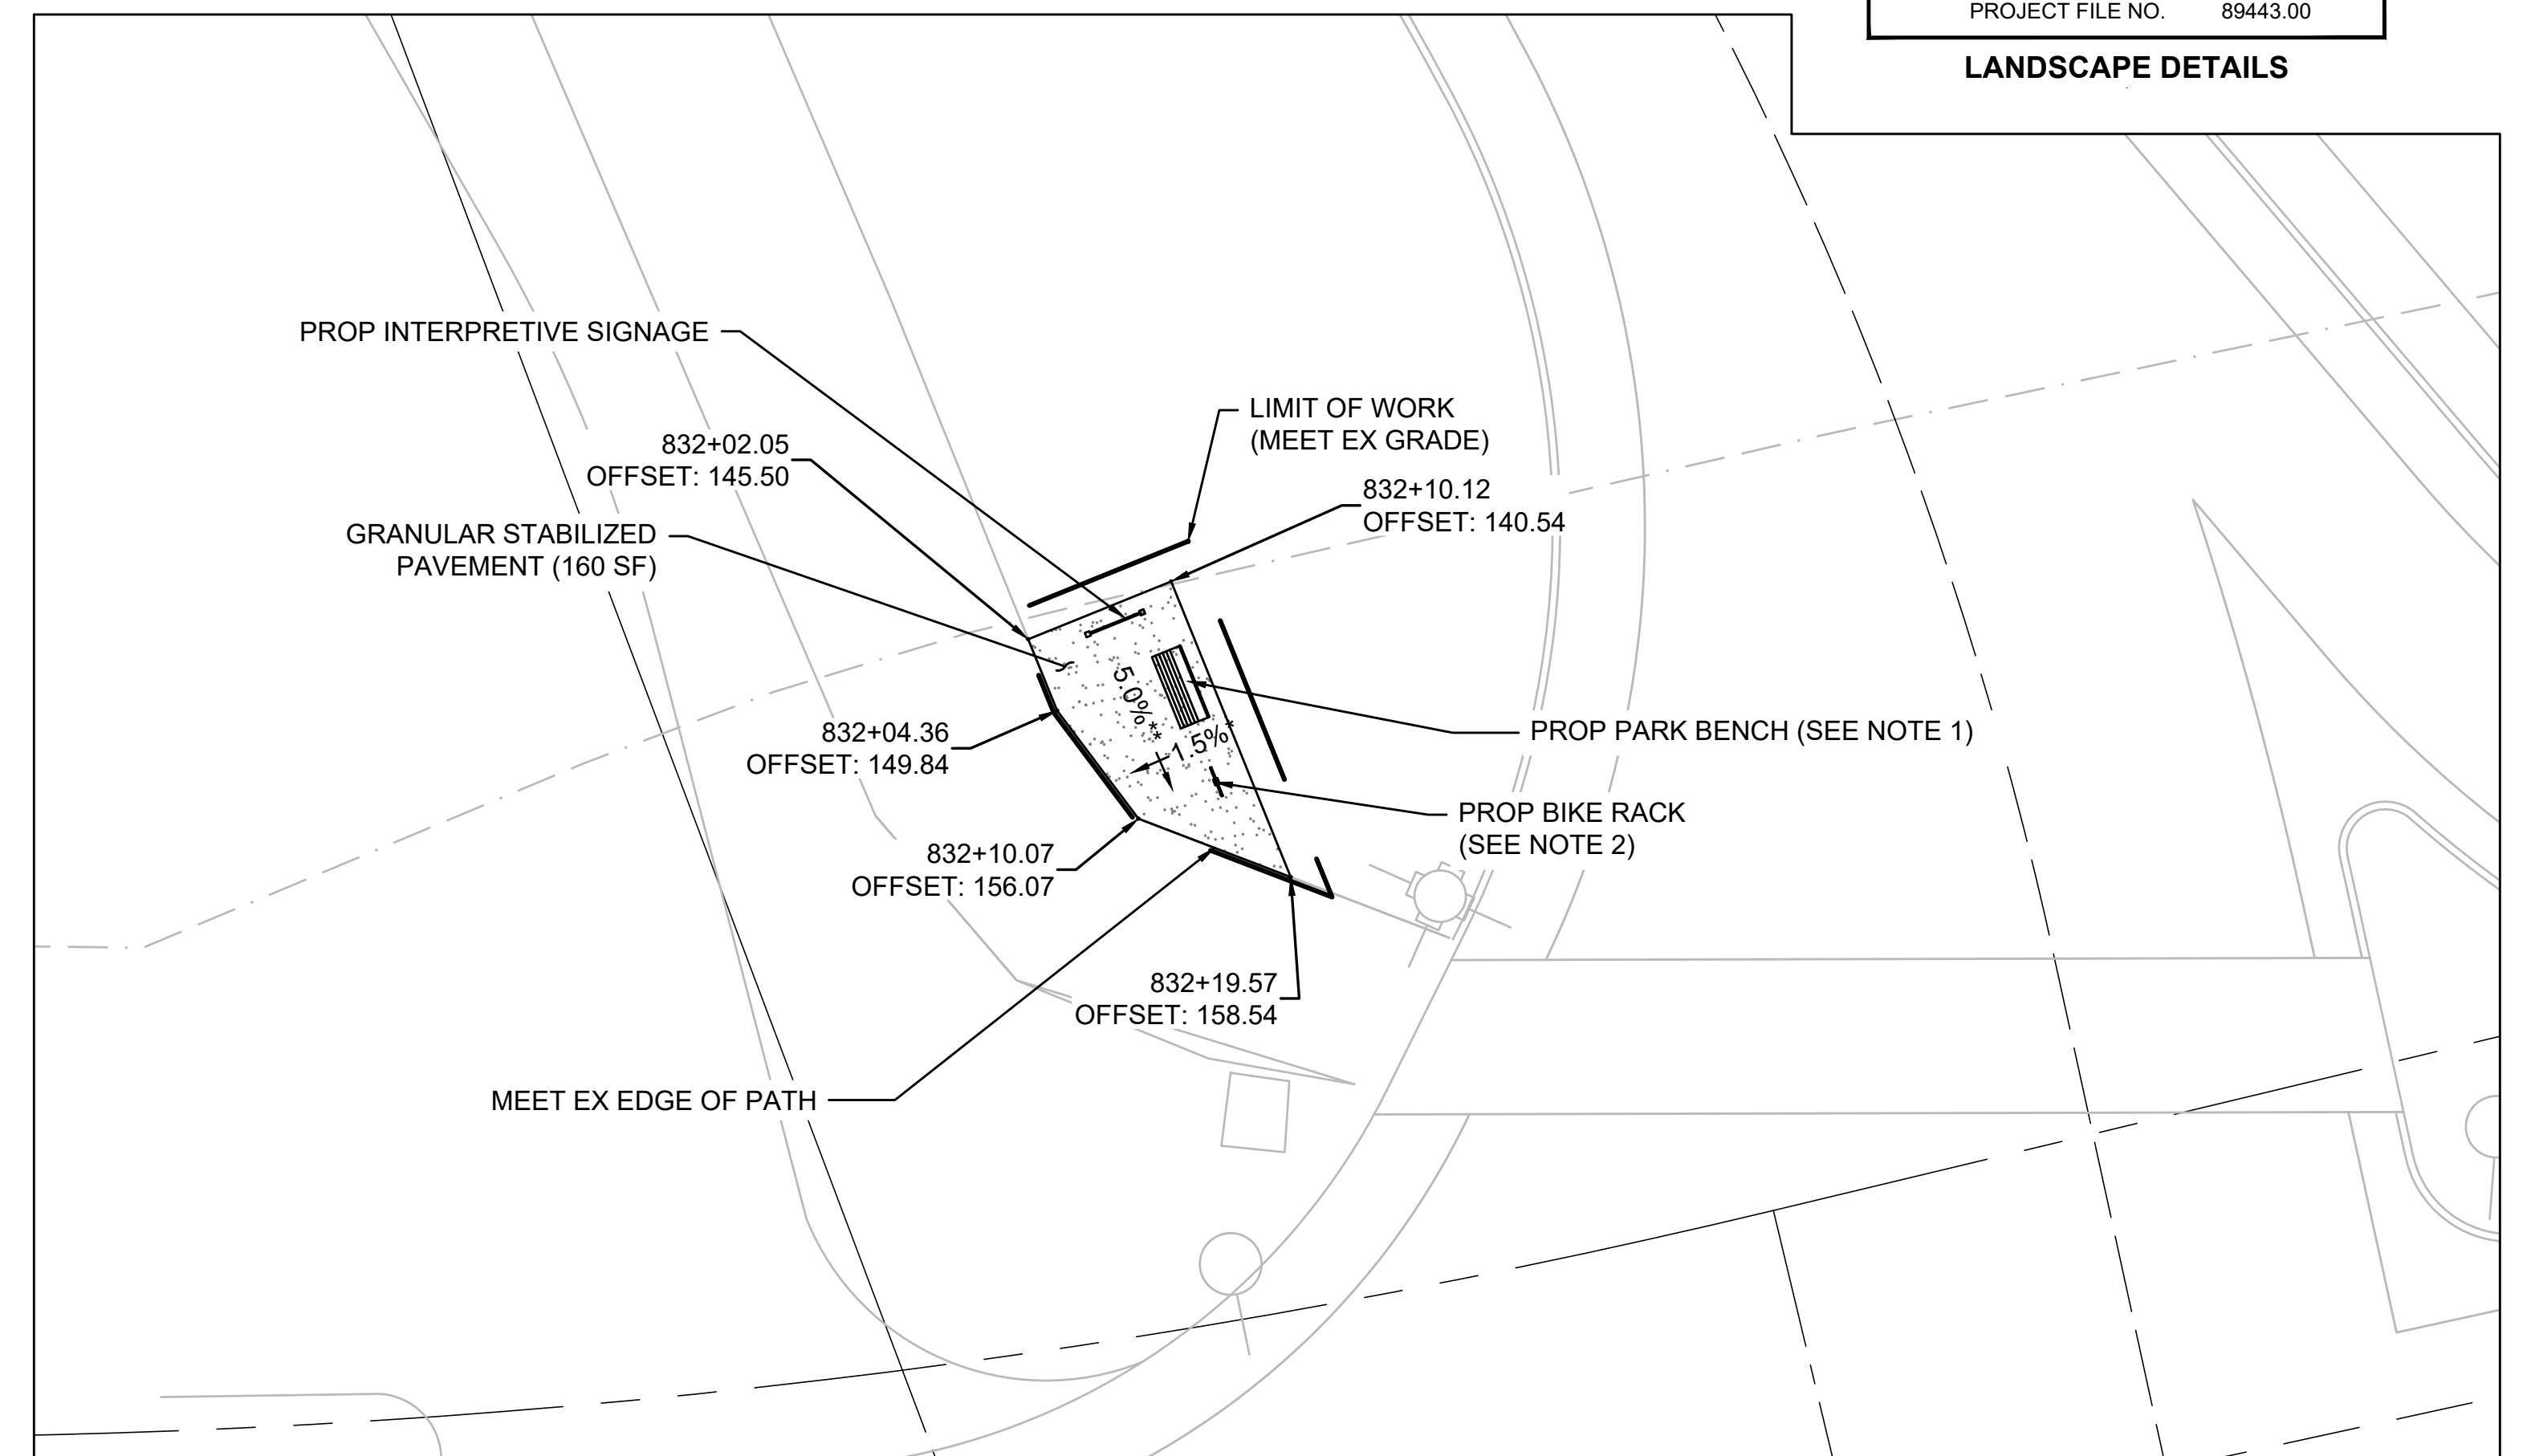 PROJECT FILE NO. 89443.00
LANDSCAPE DETAILS
PROP INTERPRETIVE SIGNAGE
LIMIT OF WORK
(MEET EX GRADE)
832+02.05
OFFSET: 145.50
832+10.12
OFFSET: 140.54
GRANULAR STABILIZED
PAVEMENT (160 SF)
5.0%**
1.5%*
832+04.36
OFFSET: 149.84
PROP PARK BENCH (SEE NOTE 1)
PROP BIKE RACK
(SEE NOTE 2)
832+10.07
OFFSET: 156.07
832+19.57
OFFSET: 158.54
MEET EX EDGE OF PATH